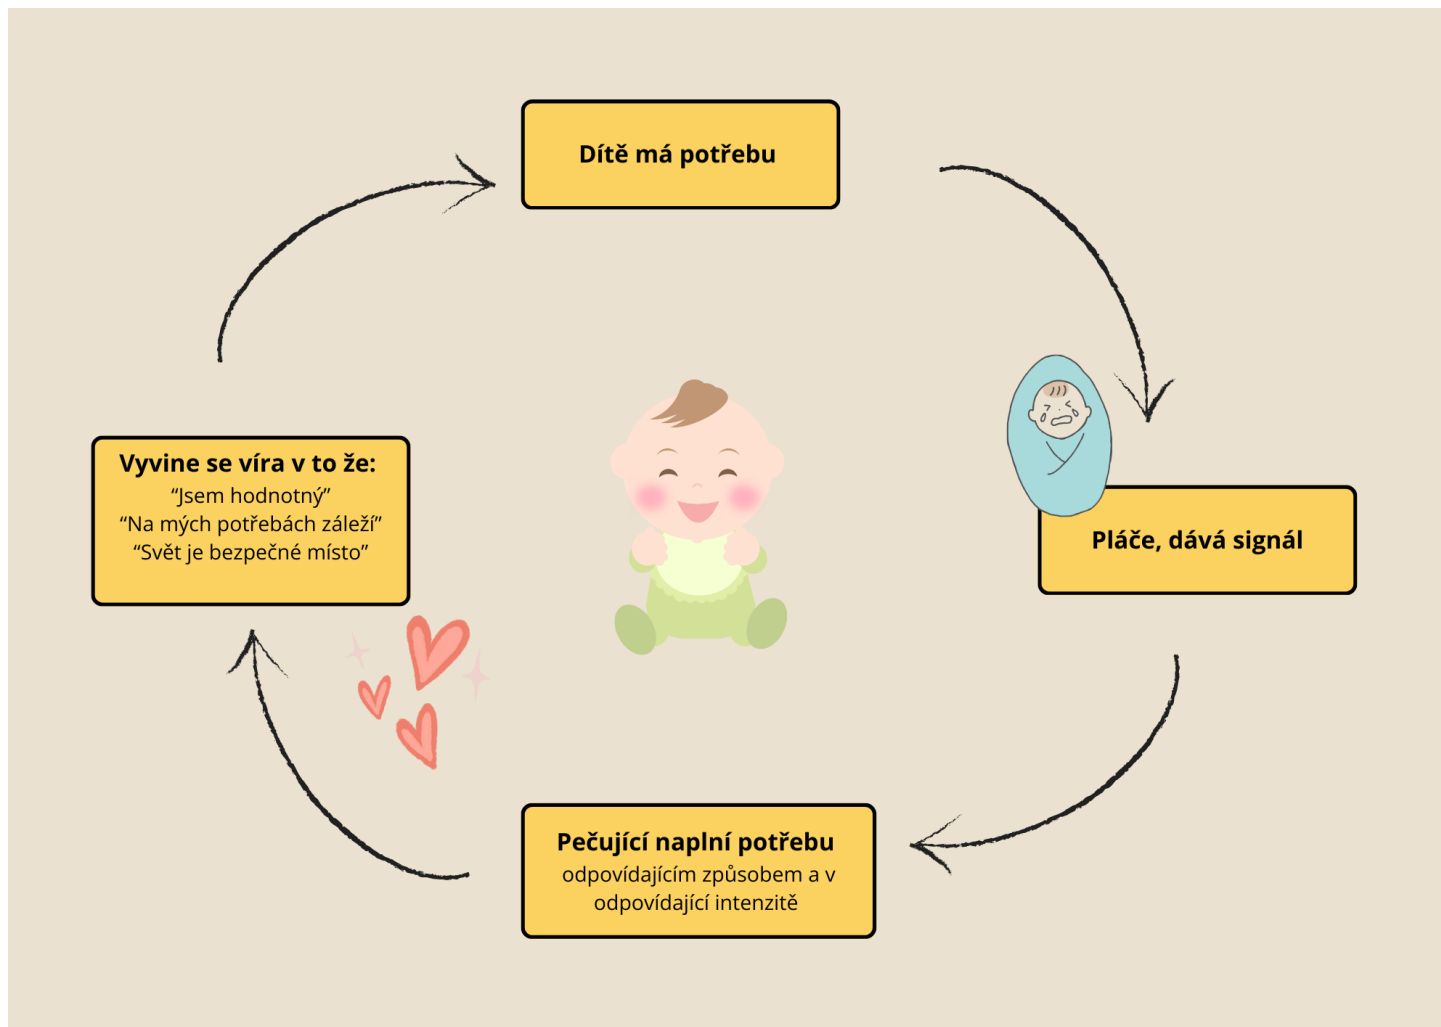 Dítě má potřebu
Pláče, dává signál
Pečující naplní potřebu
odpovídajícím způsobem a v
odpovídající intenzitě
Vyvine se víra v to že:
“Jsem hodnotný”
“Na mých potřebách záleží”
“Svět je bezpečné místo”